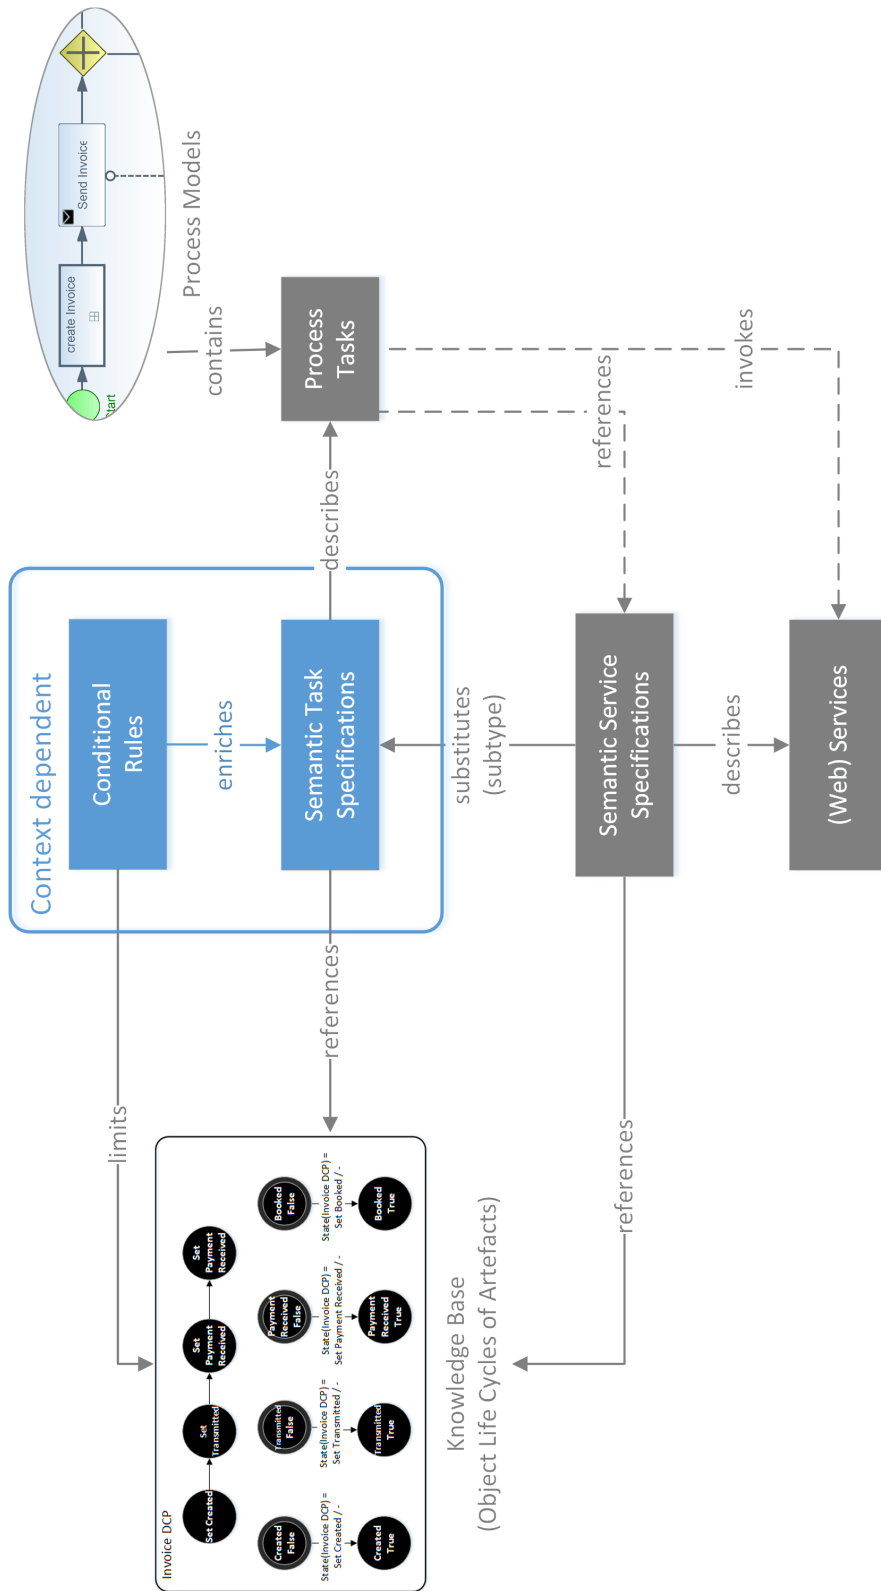 Invoice DCP
Set Created
Set
Transmitted
Set
Payment
Received
Set
Payment
Received
Created
False
State(Invoice DCP) =
Set Created / -
Created
True
Transmitted
False
State(Invoice DCP) =
Set Transmitted / -
Transmitted
True
Payment
Received
False
State(Invoice DCP) =
Set Payment Received / -
Payment
Received
True
Booked
False
State(Invoice DCP) =
Set Booked / -
Booked
True
Knowledge Base
(Object Life Cycles of Artefacts)
limits
references
references
Context dependent
Conditional
Rules
enriches
Semantic Task
Specifications
substitutes
(subtype)
Semantic Service
Specifications
describes
(Web) Services
describes
Start
create Invoice
Send Invoice
Process Models
contains
Process
Tasks
references
invokes